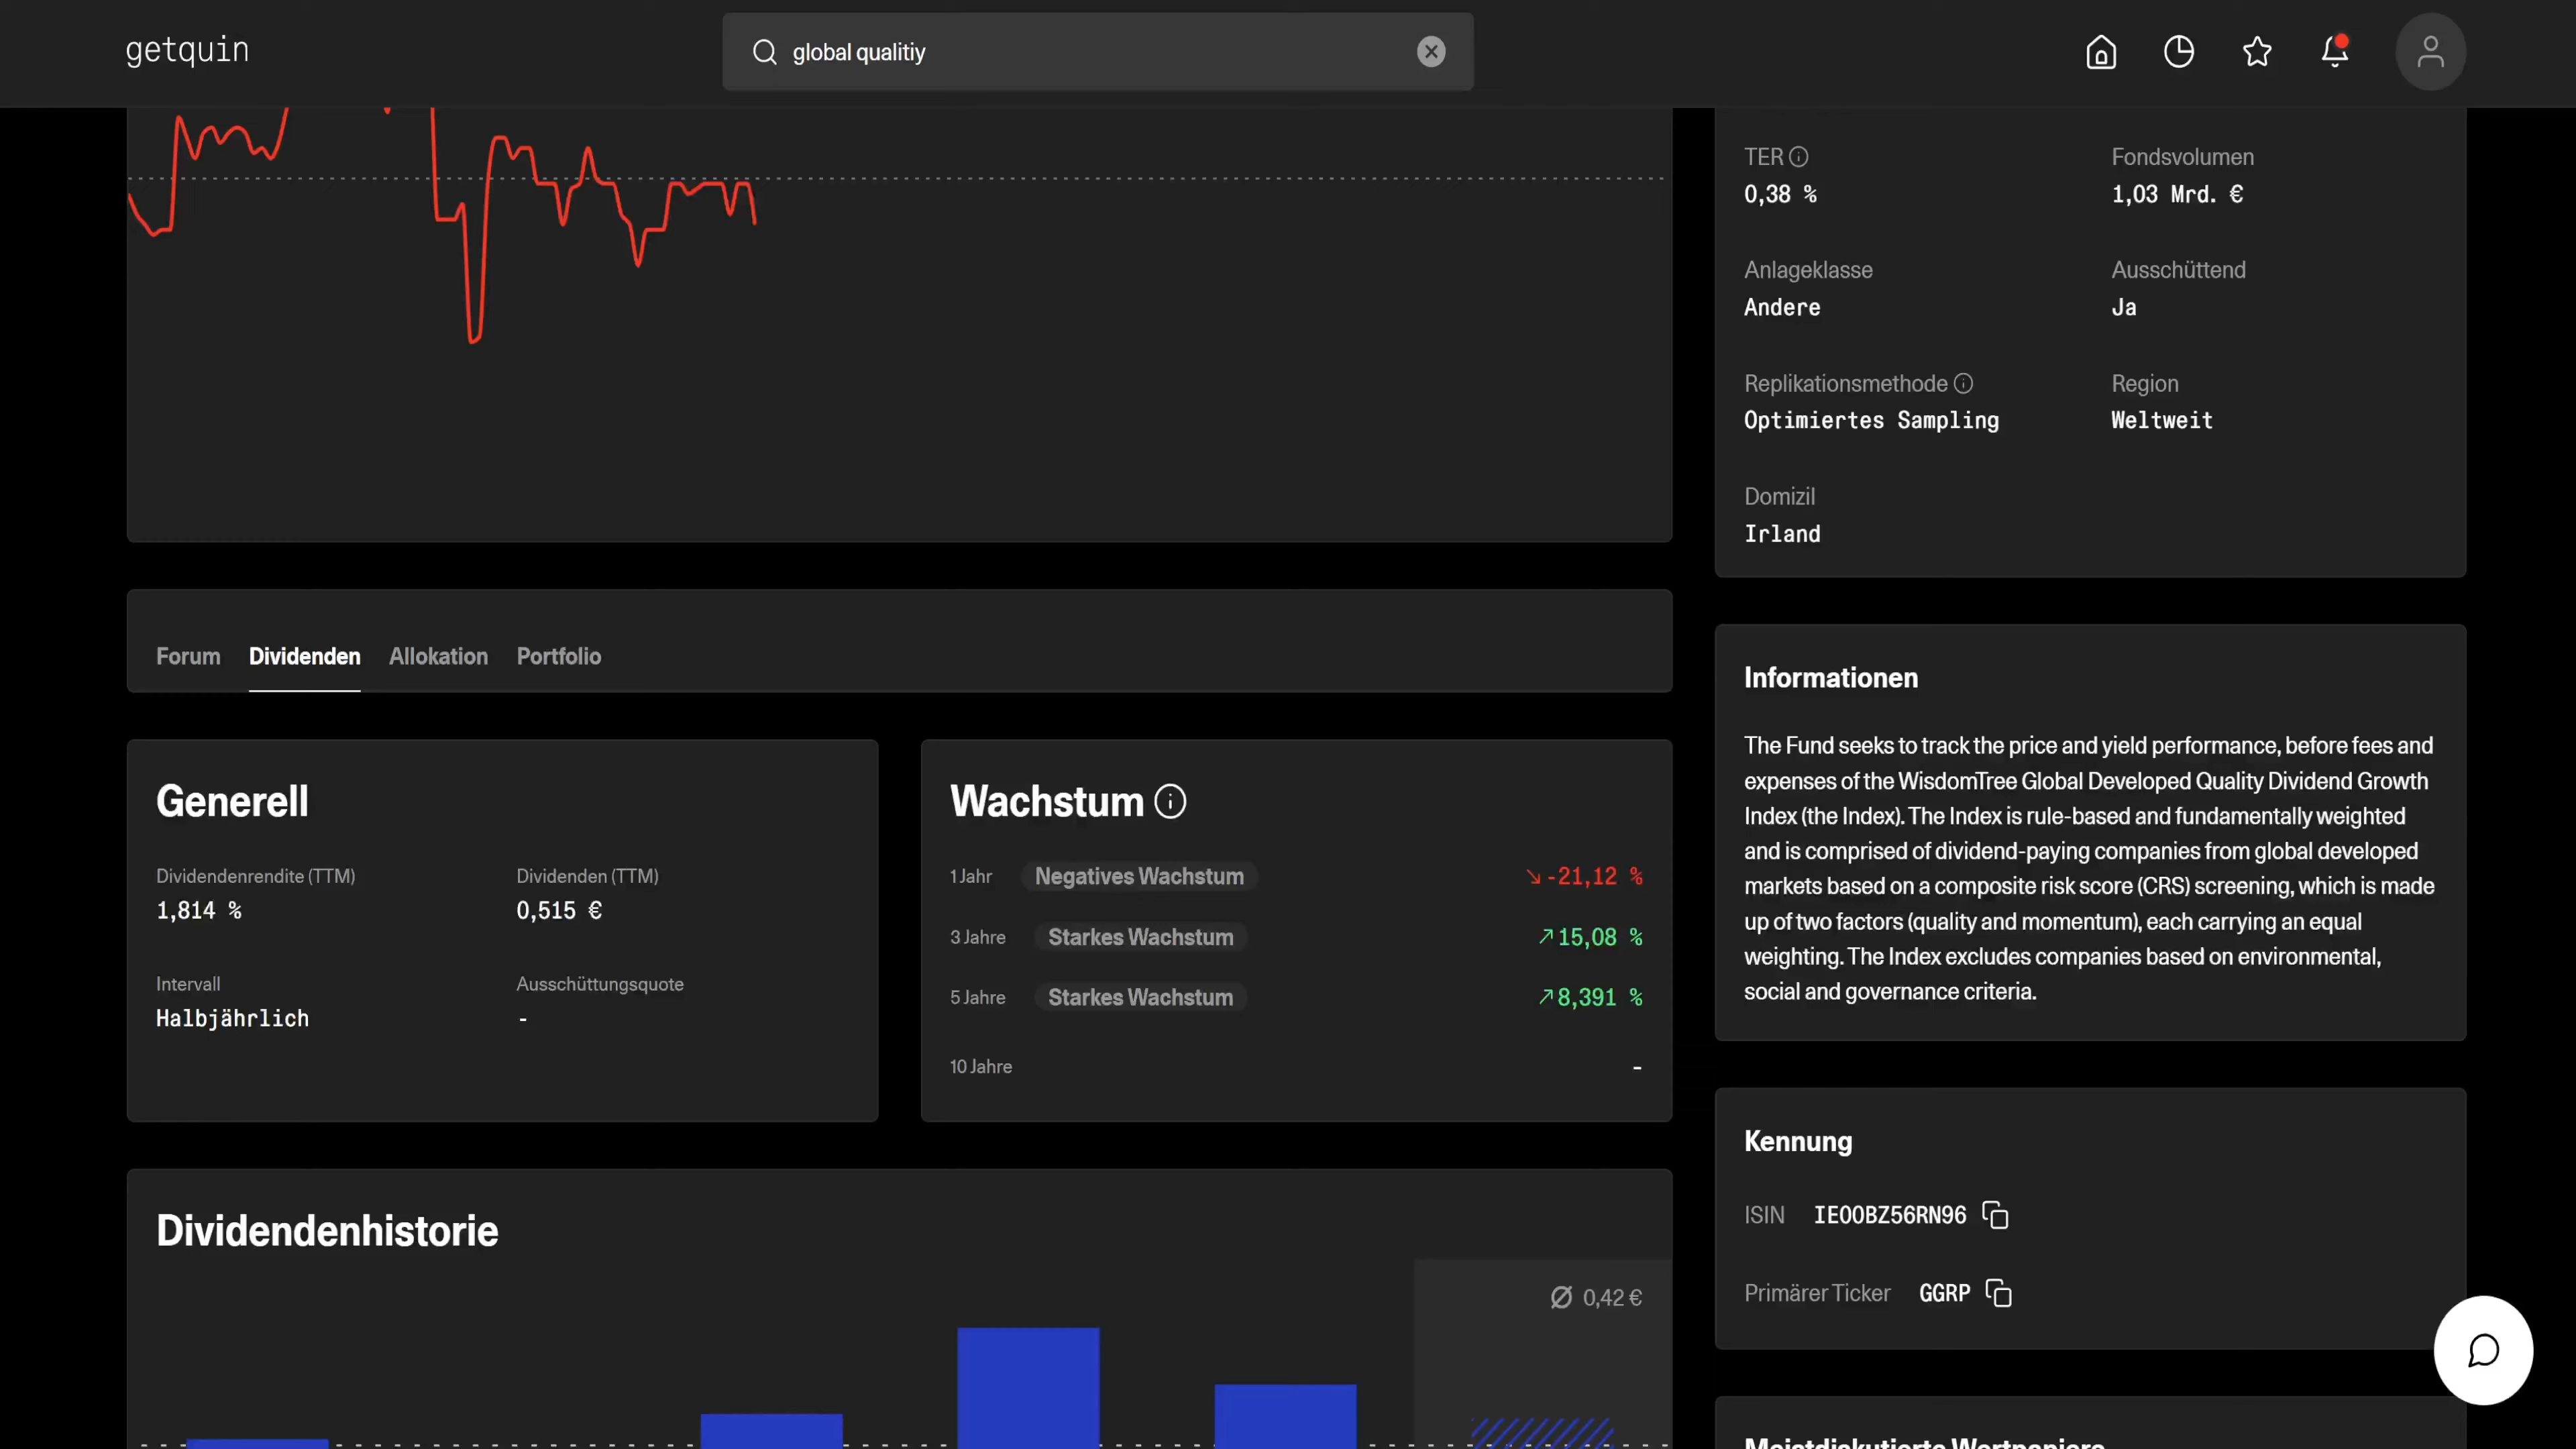 getquin
global qualitiy
TER
Fondsvolumen
0,38 %
1,03 Mrd. €
Anlageklasse
Ausschüttend
Andere
Ja
Replikationsmethode
Region
Optimiertes Sampling
Weltweit
Domizil
Irland
Forum
Dividenden
Allokation
Portfolio
Generell
Dividendenrendite (TTM)
Dividenden (TTM)
1,814 %
0,515 €
Intervall
Ausschüttungsquote
Halbjährlich
-
Wachstum
1 Jahr Negatives Wachstum -21,12 %
3 Jahre Starkes Wachstum 15,08 %
5 Jahre Starkes Wachstum 8,391 %
10 Jahre -
Informationen
The Fund seeks to track the price and yield performance, before fees and
expenses of the WisdomTree Global Developed Quality Dividend Growth
Index (the Index). The Index is rule-based and fundamentally weighted
and is comprised of dividend-paying companies from global developed
markets based on a composite risk score (CRS) screening, which is made
up of two factors (quality and momentum), each carrying an equal
weighting. The Index excludes companies based on environmental,
social and governance criteria.
Dividendenhistorie
Ø 0,42 €
Kennung
ISIN IE00BZ56RN96
Primärer Ticker GGRP
Meistdiskutierte Wertpapiere